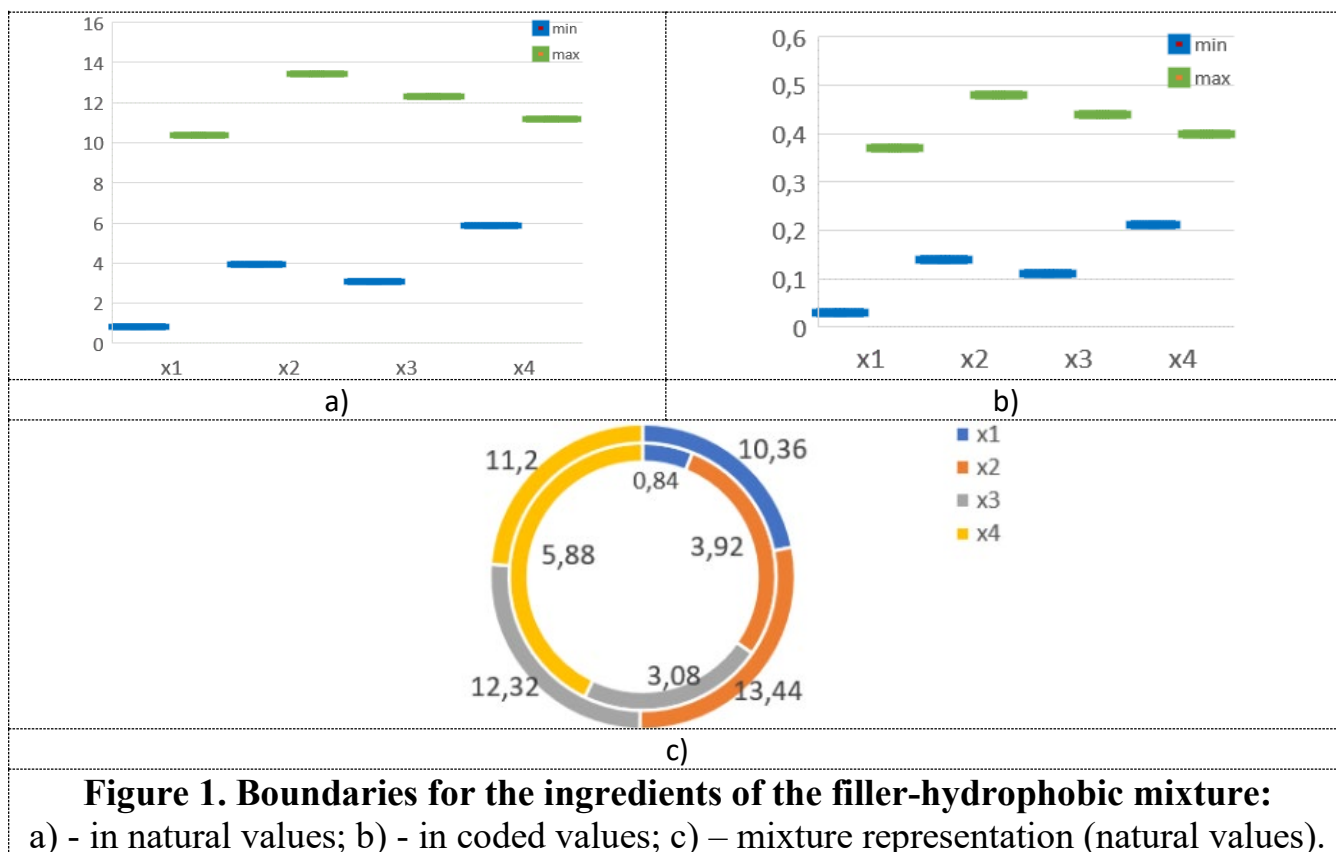 16
14
12
10
8
6
4
2
0
x1 x2 x3 x4
min
max
a)
0,6
0,5
0,4
0,3
0,2
0,1
0
x1 x2 x3 x4
min
max
b)
11,2
10,36
0,84
5,88
3,92
3,08
12,32
13,44
x1
x2
x3
x4
c)
Figure 1. Boundaries for the ingredients of the filler-hydrophobic mixture:
a) - in natural values; b) - in coded values; c) – mixture representation (natural values).